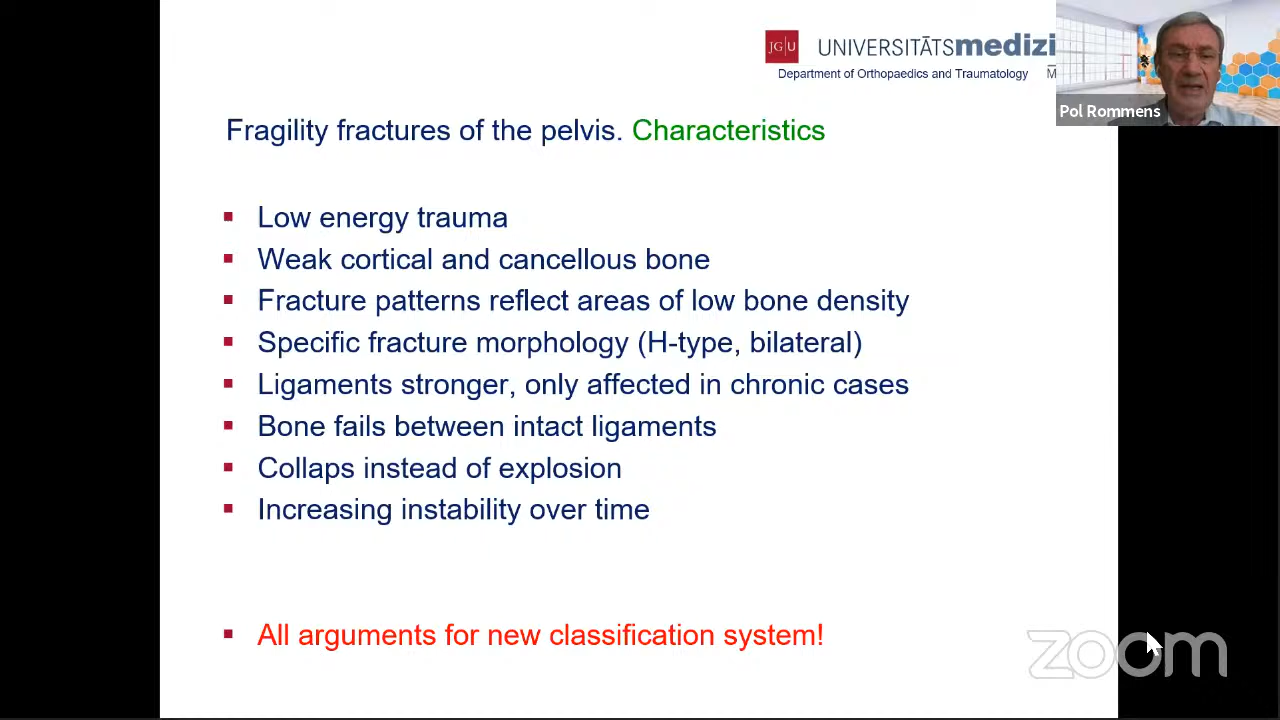 JG|U UNIVERSITĀTSmedizi
Department of Orthopaedics and Traumatology M
Pol Rommens
Fragility fractures of the pelvis. Characteristics
▪ Low energy trauma
▪ Weak cortical and cancellous bone
▪ Fracture patterns reflect areas of low bone density
▪ Specific fracture morphology (H-type, bilateral)
▪ Ligaments stronger, only affected in chronic cases
▪ Bone fails between intact ligaments
▪ Collaps instead of explosion
▪ Increasing instability over time
▪ All arguments for new classification system!
zoom